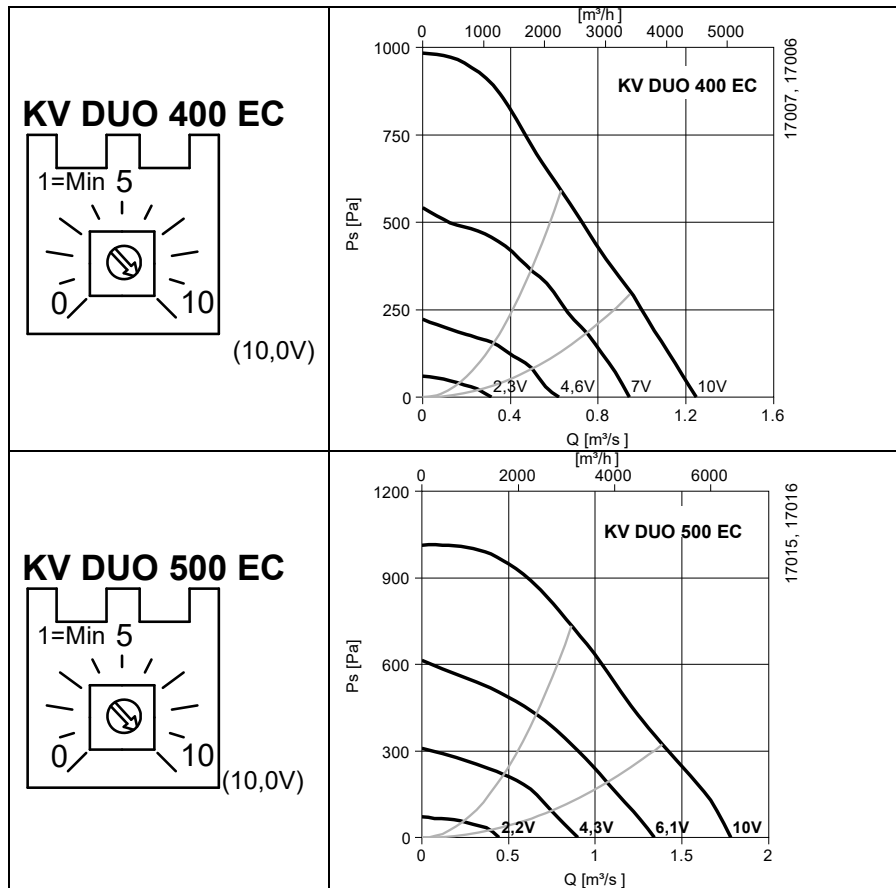 KV DUO 400 EC
1=Min 5
0 10
(10,0V)
[m³/h]
0 1000 2000 3000 4000 5000
1000
750
500
250
0
Ps [Pa]
KV DUO 400 EC
2,3V 4,6V 7V 10V
0 0.4 0.8 1.2 1.6
Q [m³/s ]
17007, 17006
KV DUO 500 EC
1=Min 5
0 10
(10,0V)
[m³/h]
0 2000 4000 6000
1200
900
600
300
0
Ps [Pa]
KV DUO 500 EC
2,2V 4,3V 6,1V 10V
0 0.5 1 1.5 2
Q [m³/s ]
17015, 17016